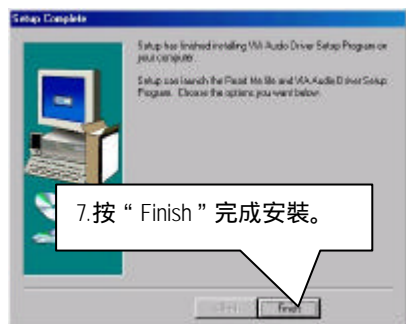 Setup Complete
Setup has finished installing VIA Audio Driver Setup Program on
your computer.
Setup can launch the Read Me file and VIA Audio Driver Setup
Program. Choose the options you want below.
7.按“Finish”完成安裝。
Finish